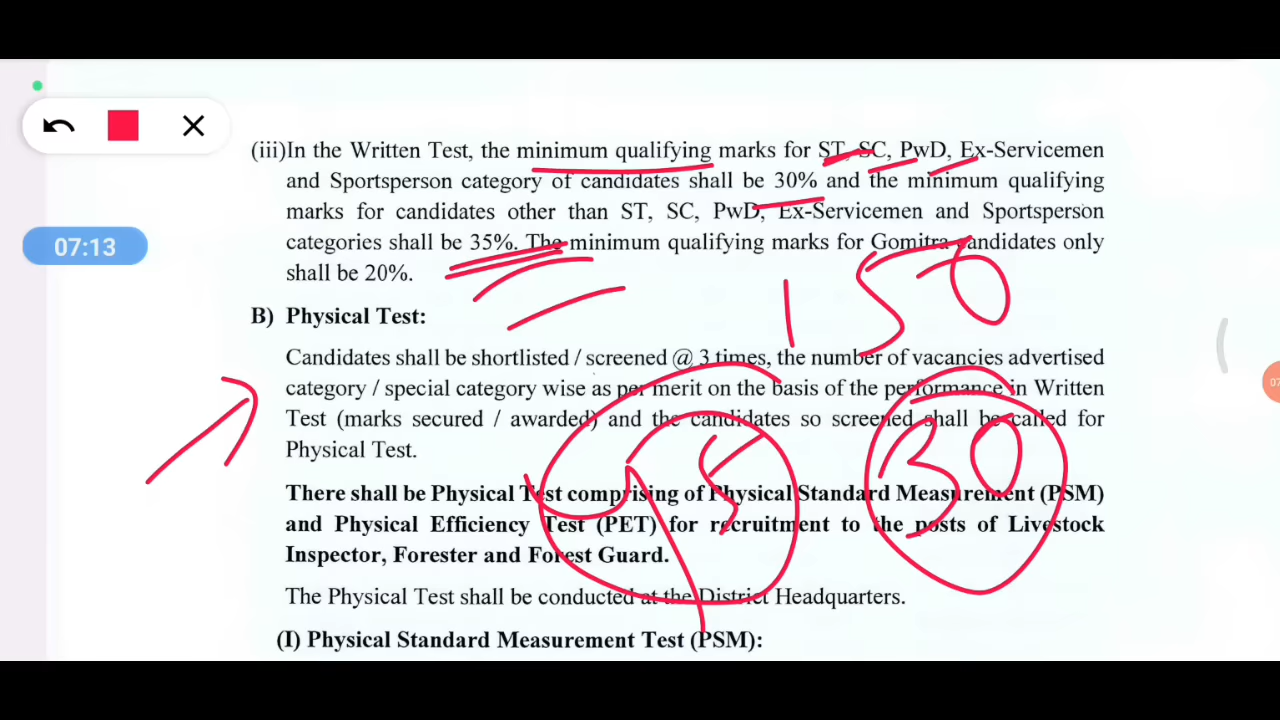 (iii)In the Written Test, the minimum qualifying marks for ST, SC, PwD, Ex-Servicemen
and Sportsperson category of candidates shall be 30% and the minimum qualifying
07:13
marks for candidates other than ST, SC, PwD, Ex-Servicemen and Sportsperson
categories shall be 35%. The minimum qualifying marks for Gomitra candidates only
shall be 20%.
150
B) Physical Test:
Candidates shall be shortlisted / screened @ 3 times, the number of vacancies advertised
category / special category wise as per merit on the basis of the performance in Written
Test (marks secured / awarded) and the candidates so screened shall be called for
Physical Test.
30
There shall be Physical Test comprising of Physical Standard Measurement (PSM)
and Physical Efficiency Test (PET) for recruitment to the posts of Livestock
Inspector, Forester and Forest Guard.
The Physical Test shall be conducted at the District Headquarters.
(I) Physical Standard Measurement Test (PSM):